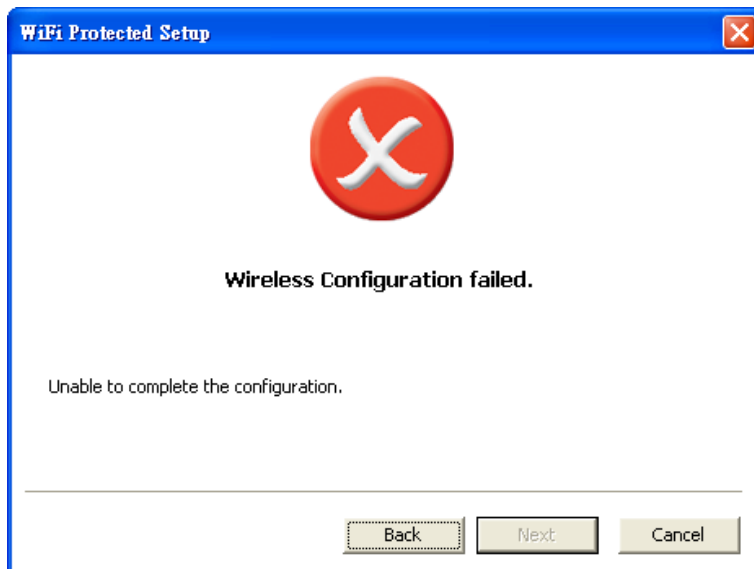 WiFi Protected Setup
Wireless Configuration failed.
Unable to complete the configuration.
Back Next Cancel